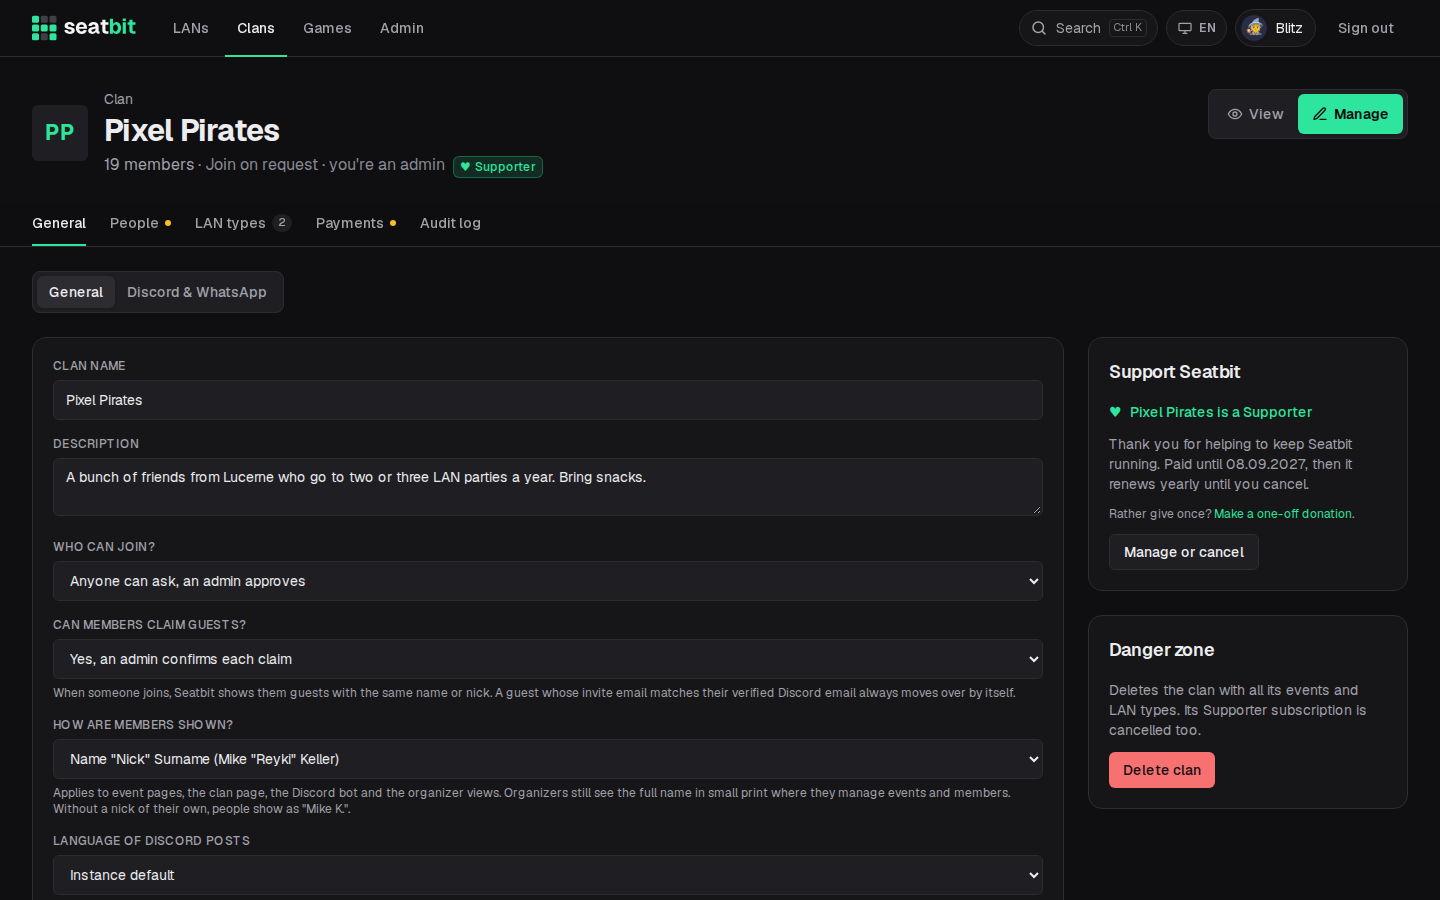 seatbit
LANs
Clans
Games
Admin
Search
Ctrl K
EN
Blitz
Sign out
Clan
PP
Pixel Pirates
19 members · Join on request · you're an admin
Supporter
View
Manage
General
People
LAN types
2
Payments
Audit log
General
Discord & WhatsApp
CLAN NAME
Pixel Pirates
DESCRIPTION
A bunch of friends from Lucerne who go to two or three LAN parties a year. Bring snacks.
WHO CAN JOIN?
Anyone can ask, an admin approves
CAN MEMBERS CLAIM GUESTS?
Yes, an admin confirms each claim
When someone joins, Seatbit shows them guests with the same name or nick. A guest whose invite email matches their verified Discord email always moves over by itself.
HOW ARE MEMBERS SHOWN?
Name "Nick" Surname (Mike "Reyki" Keller)
Applies to event pages, the clan page, the Discord bot and the organizer views. Organizers still see the full name in small print where they manage events and members.
Without a nick of their own, people show as "Mike K.".
LANGUAGE OF DISCORD POSTS
Instance default
Support Seatbit
Pixel Pirates is a Supporter
Thank you for helping to keep Seatbit
running. Paid until 08.09.2027, then it
renews yearly until you cancel.
Rather give once? Make a one-off donation.
Manage or cancel
Danger zone
Deletes the clan with all its events and
LAN types. Its Supporter subscription is
cancelled too.
Delete clan